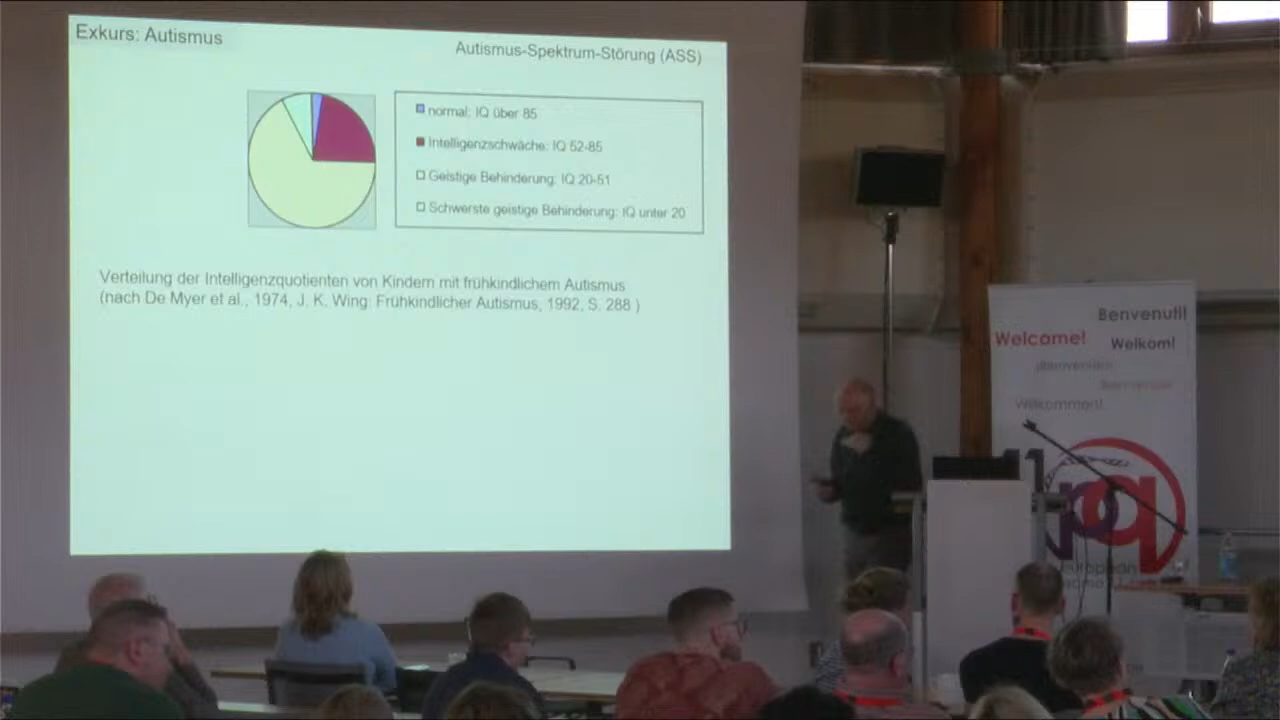 Exkurs: Autismus
Autismus-Spektrum-Störung (ASS)
normal: IQ über 85
Intelligenzschwäche: IQ 52-85
Geistige Behinderung: IQ 20-51
Schwerste geistige Behinderung: IQ unter 20
Verteilung der Intelligenzquotienten von Kindern mit frühkindlichem Autismus
(nach De Myer et al., 1974, J. K. Wing: Frühkindlicher Autismus, 1992, S. 288 )
Benvenuti!
Welcome!
Welkom!
Willkommen!